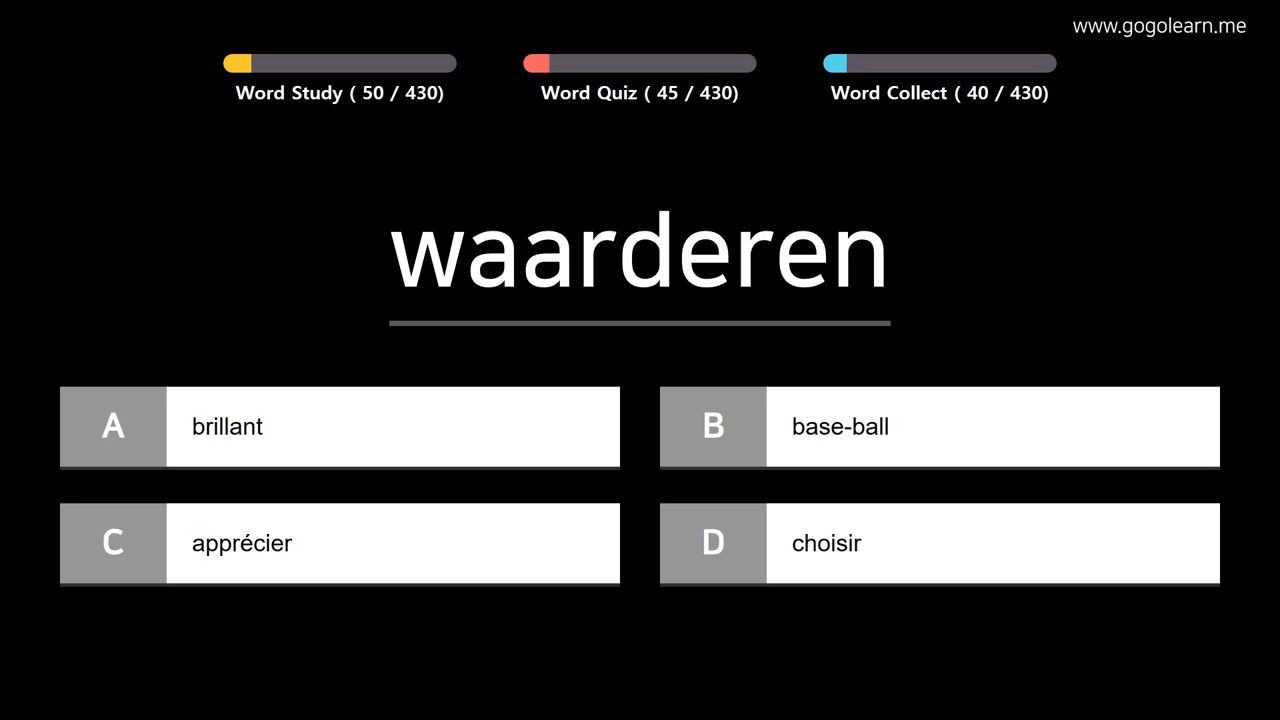 www.gogolearn.me
Word Study ( 50 / 430)
Word Quiz ( 45 / 430)
Word Collect ( 40 / 430)
waarderen
A brillant
B base-ball
C apprécier
D choisir